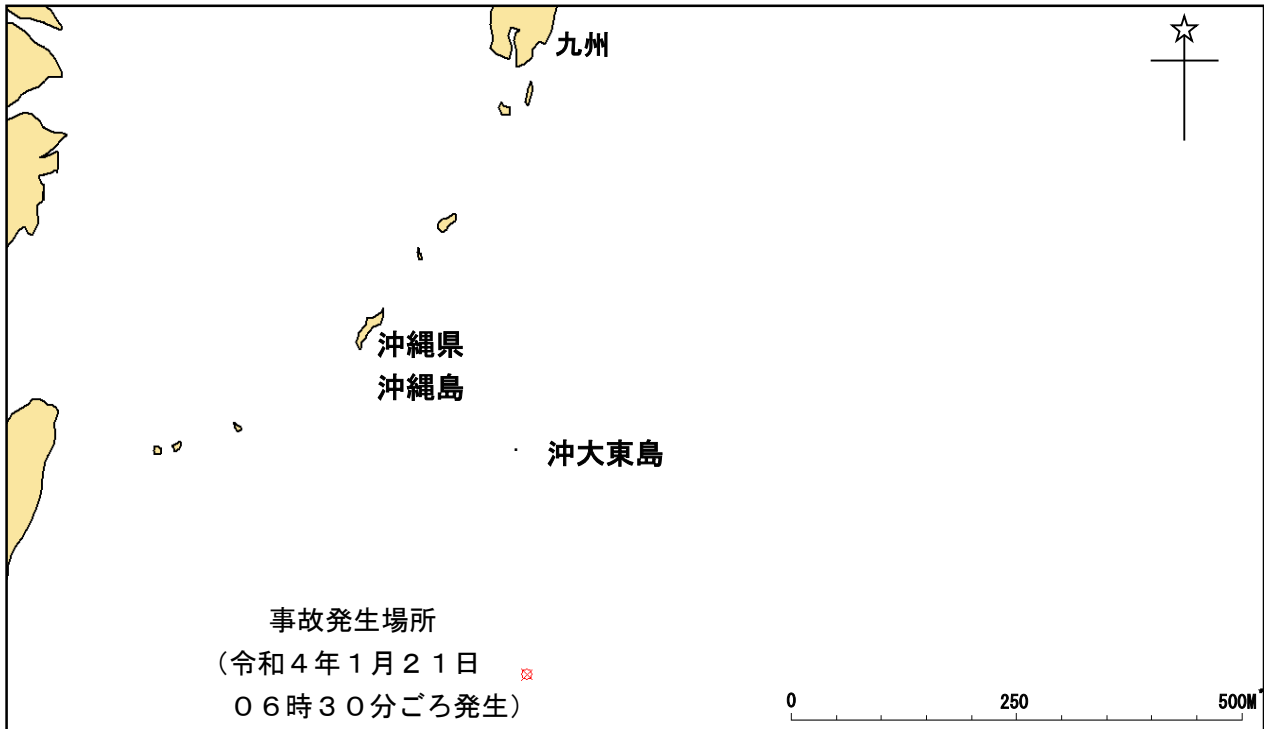 九州
沖縄県
沖縄島
沖大東島
事故発生場所
（令和４年１月２１日
０６時３０分ごろ発生）
0 250 500M